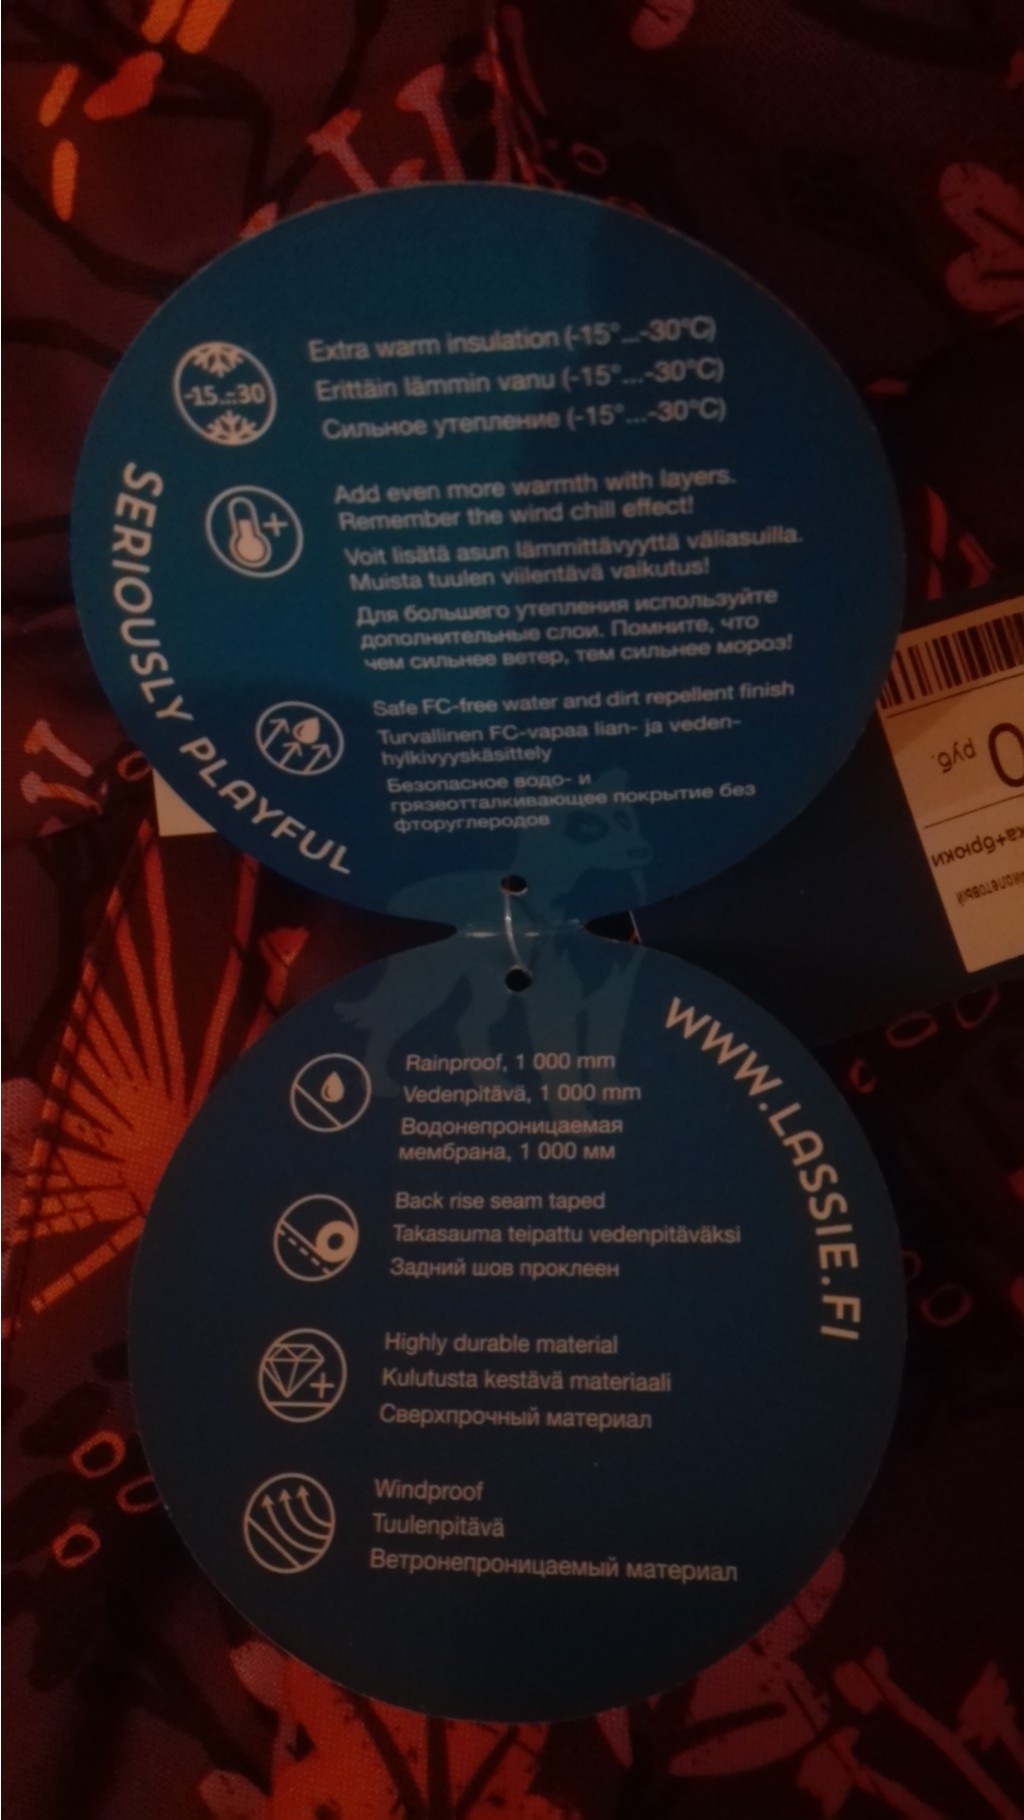 -15...-30
Extra warm insulation (-15°...-30°C)
Erittäin lämmin vanu (-15°...-30°C)
Сильное утепление (-15°...-30°C)
Add even more warmth with layers.
Remember the wind chill effect!
Voit lisätä asun lämmittävyyttä väliasuilla.
Muista tuulen viilentävä vaikutus!
Для большего утепления используйте
дополнительные слои. Помните, что
чем сильнее ветер, тем сильнее мороз!
Safe FC-free water and dirt repellent finish
Turvallinen FC-vapaa lian- ja veden-
hylkivyyskäsittely
Безопасное водо- и
грязеотталкивающее покрытие без
фторуглеродов
SERIOUSLY PLAYFUL
0 руб.
ка+брюки
Rainproof, 1 000 mm
Vedenpitävä, 1 000 mm
Водонепроницаемая
мембрана, 1 000 мм
Back rise seam taped
Takasauma teipattu vedenpitäväksi
Задний шов проклеен
Highly durable material
Kulutusta kestävä materiaali
Сверхпрочный материал
Windproof
Tuulenpitävä
Ветронепроницаемый материал
WWW.LASSIE.FI